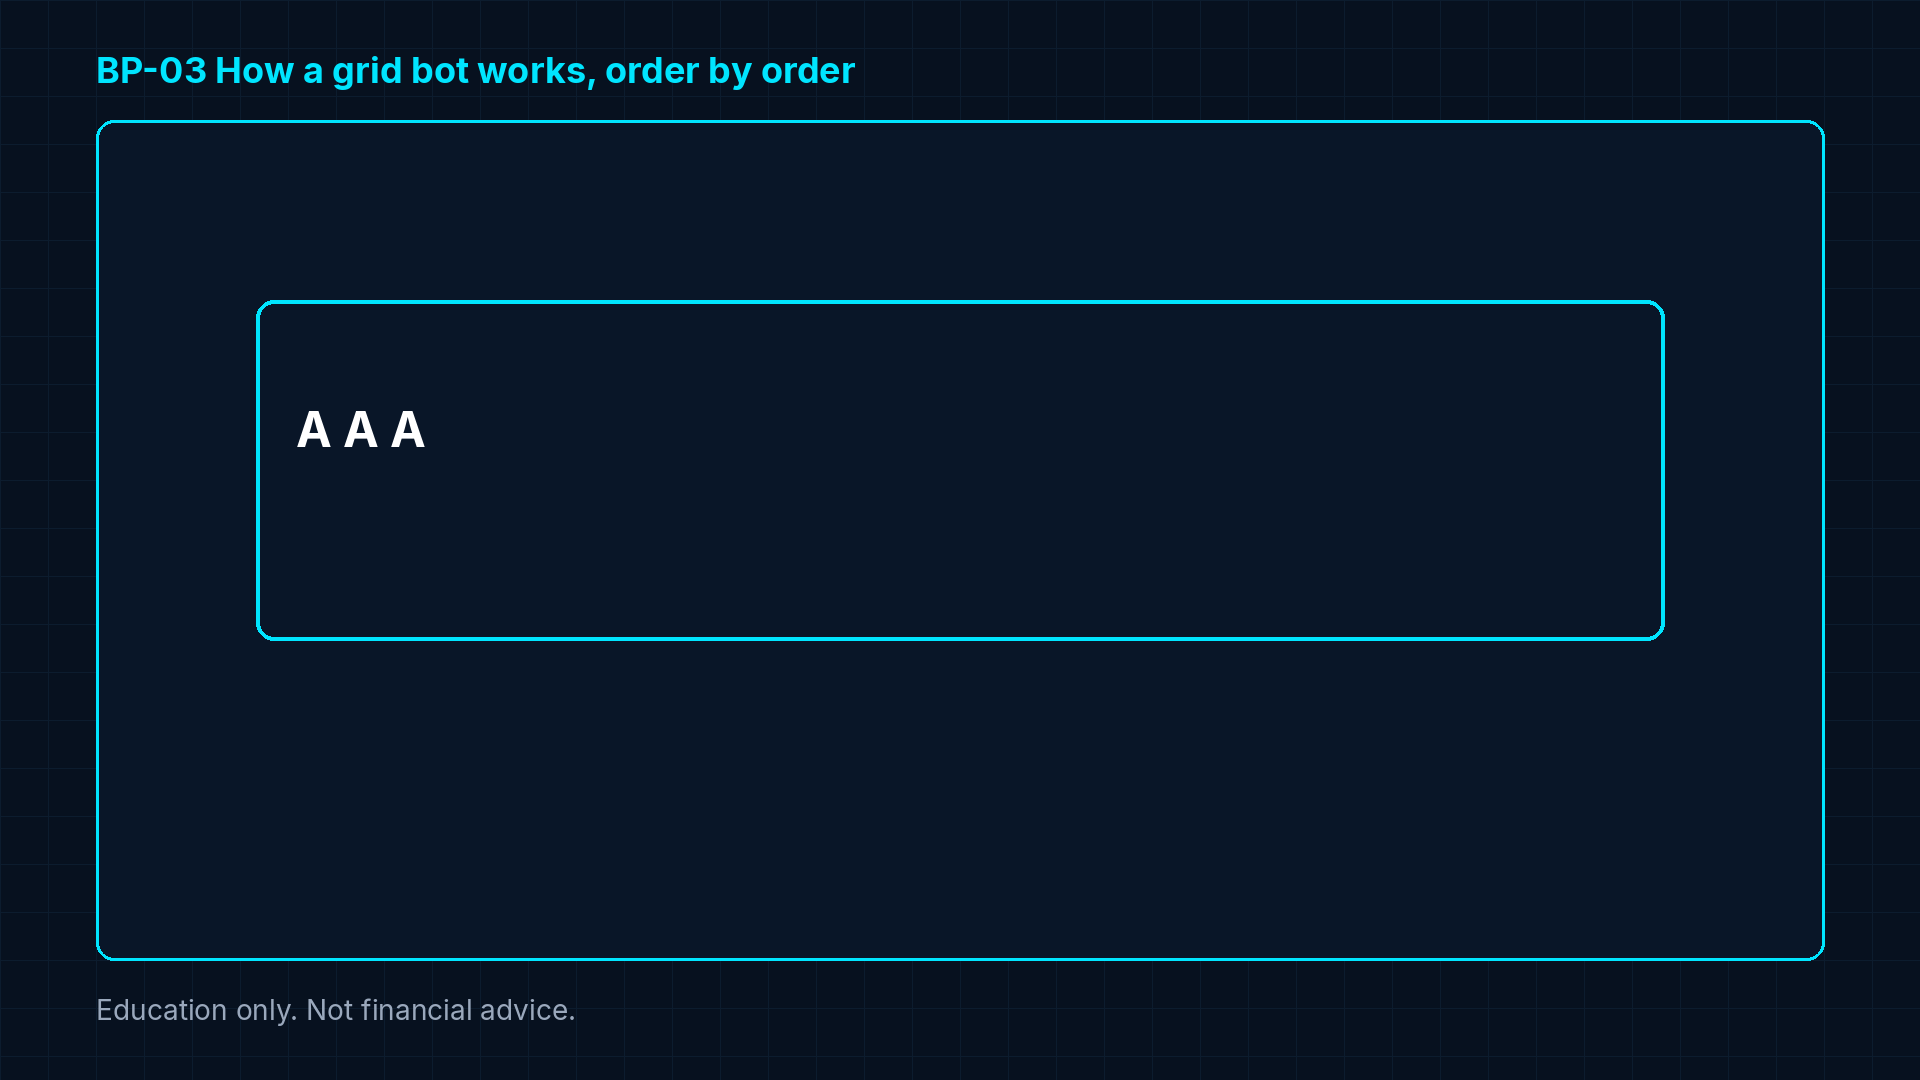 BP-03 How a grid bot works, order by order
A A A
Education only. Not financial advice.